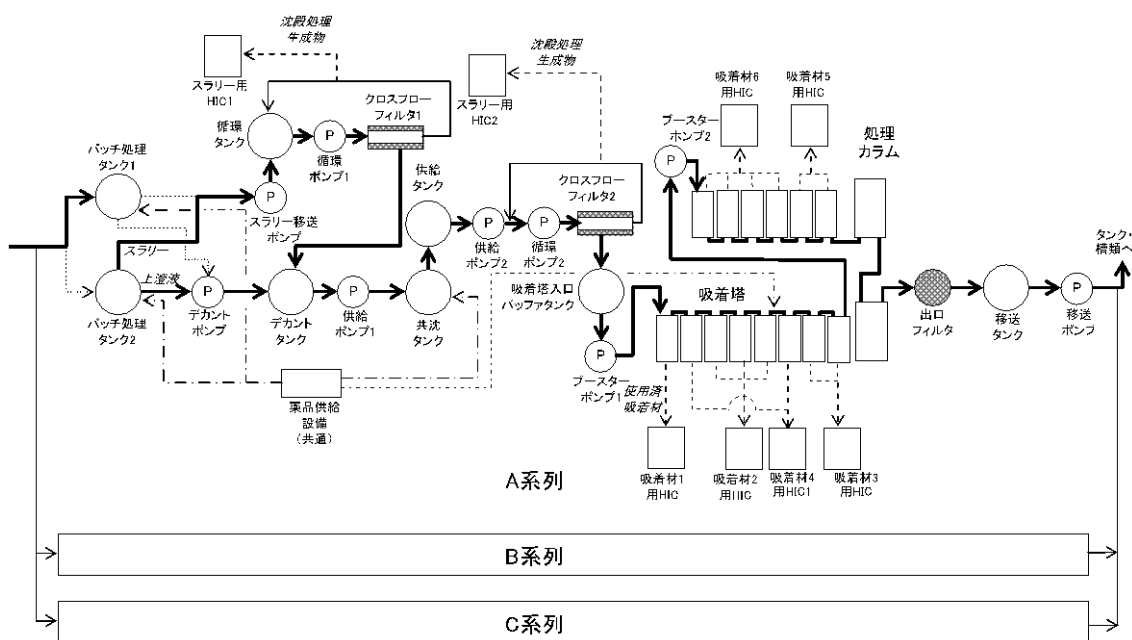 沈殿処理
生成物
スラリー用
HIC1
クロスフロー
フィルタ1
循環
タンク
P
循環
ポンプ1
バッチ処理
タンク1
P
スラリー移送
ポンプ
スラリー
上澄液
バッチ処理
タンク2
P
デカント
ポンプ
デカント
タンク
P
供給
ポンプ1
共沈
タンク
供給
タンク
薬品供給
設備
(共通)
沈殿処理
生成物
スラリー用
HIC2
P
供給
ポンプ2
P
循環
ポンプ2
クロスフロー
フィルタ2
吸着塔入口
バッファタンク
P
ブースター
ポンプ1
ブースター
ポンプ2
P
吸着材6
用HIC
吸着材5
用HIC
処理
カラム
吸着塔
使用済
吸着材
吸着材1
用HIC
吸着材2
用HIC
吸着材4
用HIC1
吸着材3
用HIC
出口
フィルタ
移送
タンク
P
移送
ポンプ
タンク・
槽類へ
A系列
B系列
C系列